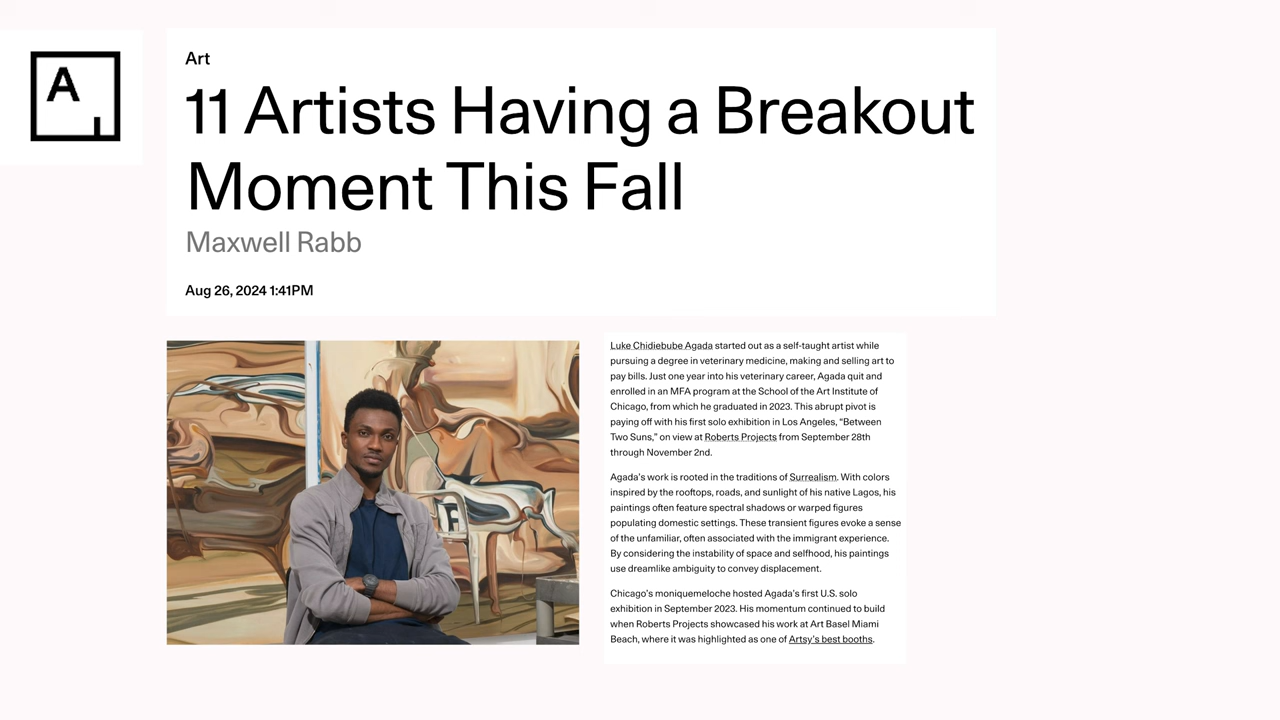 A
Art
11 Artists Having a Breakout
Moment This Fall
Maxwell Rabb
Aug 26, 2024 1:41PM
Luke Chidiebube Agada started out as a self-taught artist while
pursuing a degree in veterinary medicine, making and selling art to
pay bills. Just one year into his veterinary career, Agada quit and
enrolled in an MFA program at the School of the Art Institute of
Chicago, from which he graduated in 2023. This abrupt pivot is
paying off with his first solo exhibition in Los Angeles, “Between
Two Suns,” on view at Roberts Projects from September 28th
through November 2nd.
Agada’s work is rooted in the traditions of Surrealism. With colors
inspired by the rooftops, roads, and sunlight of his native Lagos, his
paintings often feature spectral shadows or warped figures
populating domestic settings. These transient figures evoke a sense
of the unfamiliar, often associated with the immigrant experience.
By considering the instability of space and selfhood, his paintings
use dreamlike ambiguity to convey displacement.
Chicago’s moniquemeloche hosted Agada’s first U.S. solo
exhibition in September 2023. His momentum continued to build
when Roberts Projects showcased his work at Art Basel Miami
Beach, where it was highlighted as one of Artsy’s best booths.